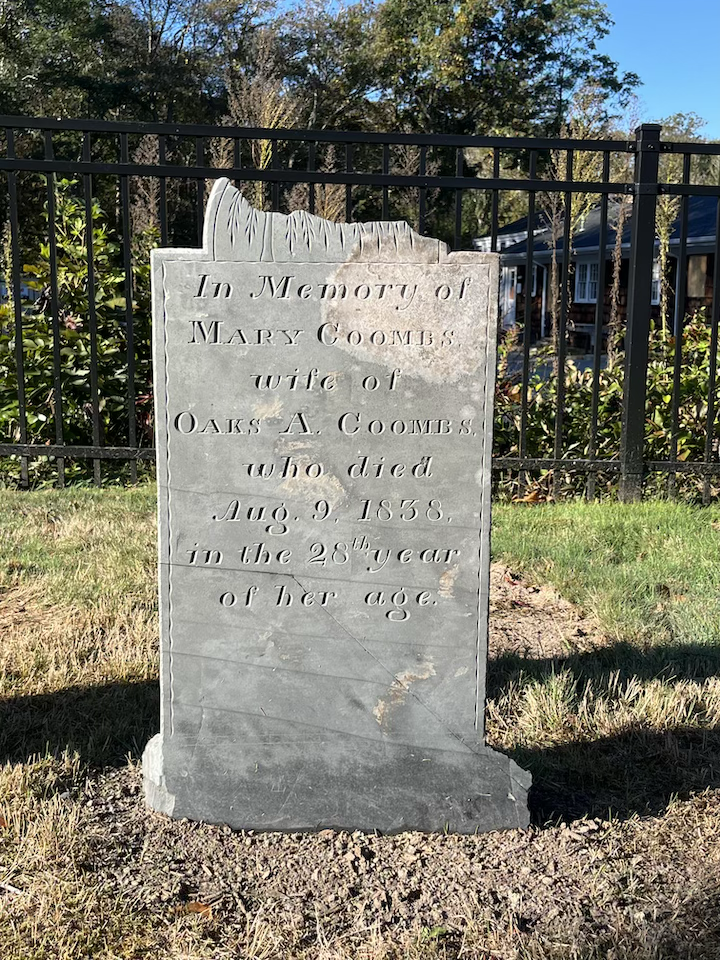 In Memory of
MARY COOMBS,
wife of
OAKS A. COOMBS,
who died
Aug. 9, 1838,
in the 28th year
of her age.